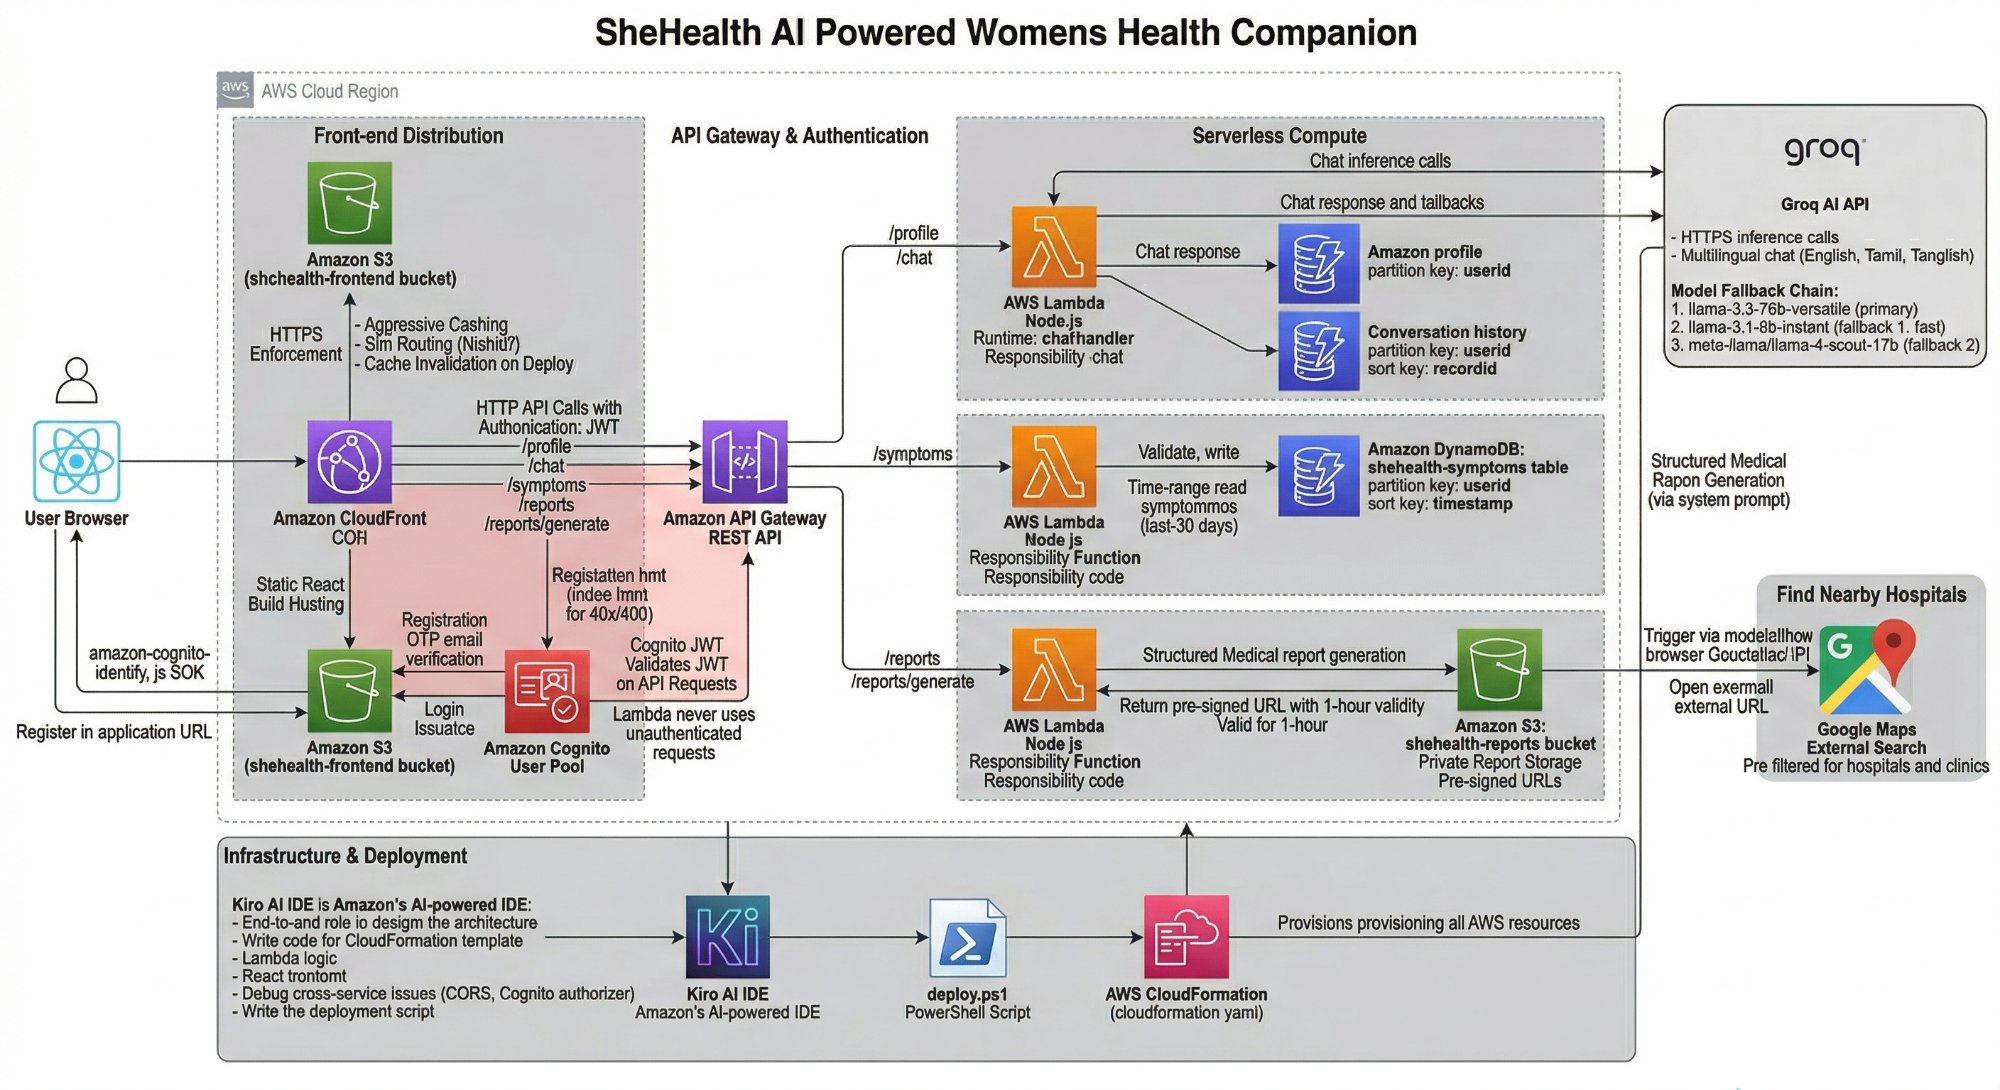 SheHealth AI Powered Womens Health Companion
aws
AWS Cloud Region
Front-end Distribution
Amazon S3
(shchealth-frontend bucket)
HTTPS
Enforcement
- Aggressive Cashing
- Sim Routing (Nishiti?)
- Cache Invalidation on Deploy
User Browser
Amazon CloudFront
COH
HTTP API Calls with
Authonication: JWT
/profile
/chat
/symptoms
/reports
/reports/generate
Static React
Build Husting
Registration
OTP email
verification
Registatten hmt
(indee lmnt
for 40x/400)
amazon-cognito-
identify, js SOK
Register in application URL
Amazon S3
(shehealth-frontend bucket)
Login
Issuatce
Amazon Cognito
User Pool
Cognito JWT
Validates JWT
on API Requests
Lambda never uses
unauthenticated
requests
API Gateway & Authentication
Amazon API Gateway
REST API
/profile
/chat
/symptoms
/reports
/reports/generate
Serverless Compute
Chat inference calls
Chat response and tailbacks
AWS Lambda
Node.js
Runtime: chafhandler
Responsibility chat
Chat response
Amazon profile
partition key: userid
Conversation history
partition key: userid
sort key: recordid
AWS Lambda
Node js
Responsibility Function
Responsibility code
Validate, write
Time-range read
symptommos
(last-30 days)
Amazon DynamoDB:
shehealth-symptoms table
partition key: userid
sort key: timestamp
AWS Lambda
Node js
Responsibility Function
Responsibility code
Structured Medical report generation
Return pre-signed URL with 1-hour validity
Valid for 1-hour
Amazon S3:
shehealth-reports bucket
Private Report Storage
Pre-signed URLs
groq
Groq AI API
- HTTPS inference calls
- Multilingual chat (English, Tamil, Tanglish)
Model Fallback Chain:
1. llama-3.3-76b-versatile (primary)
2. llama-3.1-8b-instant (fallback 1. fast)
3. meta-llama/llama-4-scout-17b (fallback 2)
Structured Medical
Rapon Generation
(via system prompt)
Find Nearby Hospitals
Trigger via modelallhow
browser
Open exermall
external URL
G
Google Maps
External Search
Pre filtered for hospitals and clinics
Infrastructure & Deployment
Kiro AI IDE is Amazon's AI-powered IDE:
- End-to-and role io desigm the architecture
- Write code for CloudFormation template
- Lambda logic
- React trontomt
- Debug cross-service issues (CORS, Cognito authorizer)
- Write the deployment script
Ki
Kiro AI IDE
Amazon's AI-powered IDE
deploy.ps1
PowerShell Script
AWS CloudFormation
(cloudformation yaml)
Provisions provisioning all AWS resources